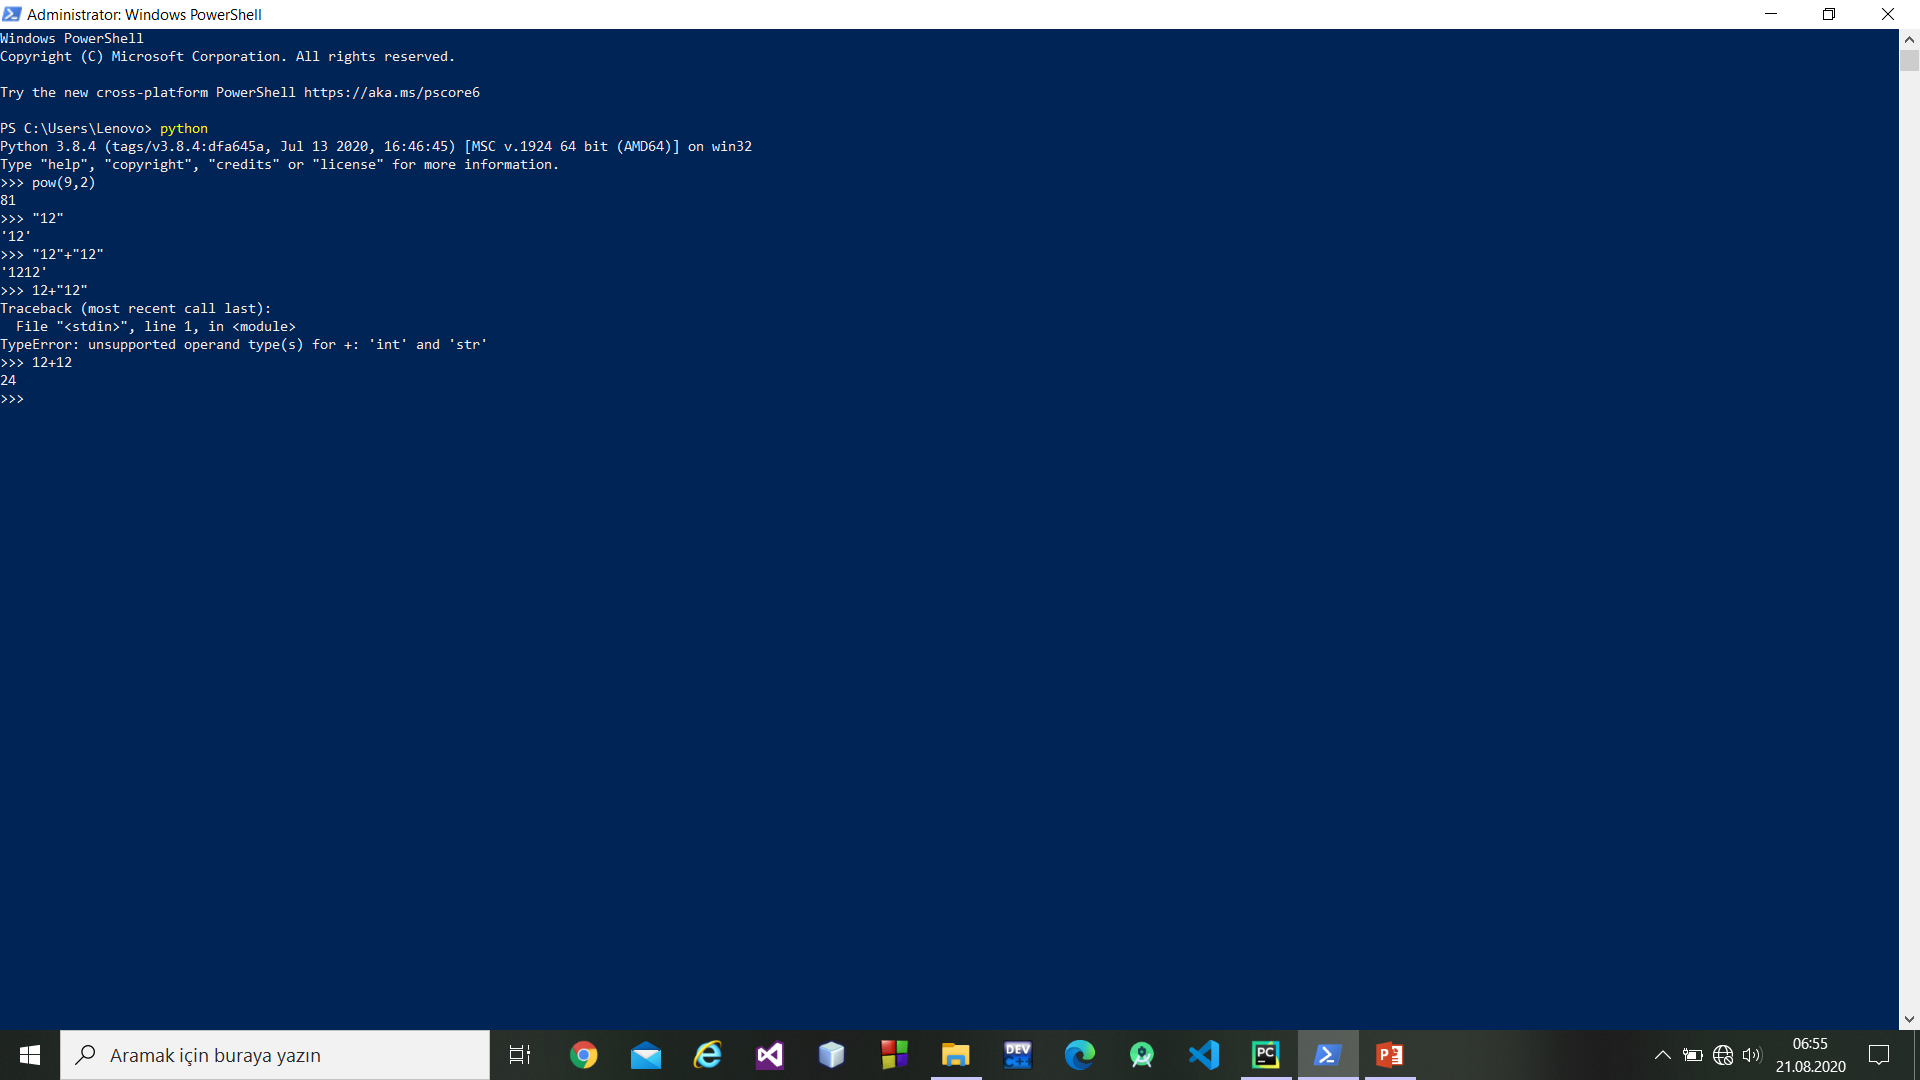 Administrator: Windows PowerShell
Windows PowerShell
Copyright (C) Microsoft Corporation. All rights reserved.
Try the new cross-platform PowerShell https://aka.ms/pscore6
PS C:\Users\Lenovo> python
Python 3.8.4 (tags/v3.8.4:dfa645a, Jul 13 2020, 16:46:45) [MSC v.1924 64 bit (AMD64)] on win32
Type "help", "copyright", "credits" or "license" for more information.
>>> pow(9,2)
81
>>> "12"
'12'
>>> "12"+"12"
'1212'
>>> 12+"12"
Traceback (most recent call last):
  File "<stdin>", line 1, in <module>
TypeError: unsupported operand type(s) for +: 'int' and 'str'
>>> 12+12
24
>>>
Aramak için buraya yazın
DEV C++
PC
P
06:55
21.08.2020